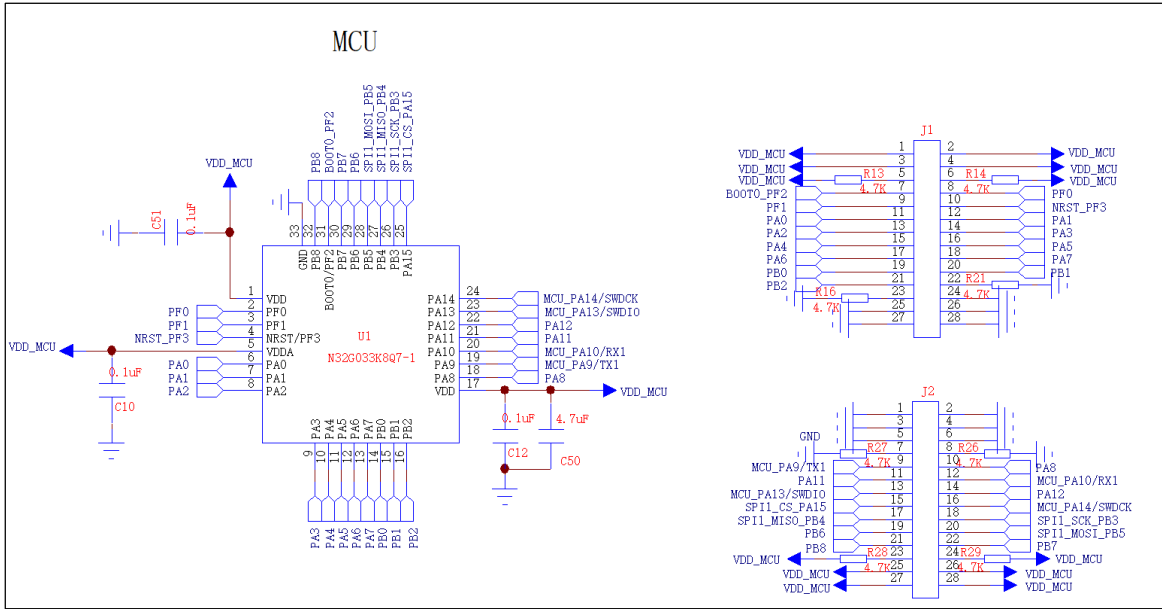 MCU
VDD_MCU
C51
0.1uF
PB8
BOOT0_PF2
PB7
PB6
SPI1_MOSI_PB5
SPI1_MISO_PB4
SPI1_SCK_PB3
SPI1_CS_PA15
33
32
31
30
29
28
27
26
25
GND
PB8
BOOT0/PF2
PB7
PB6
PB5
PB4
PB3
PA15
1 VDD
PF0 2 PF0
PF1 3 PF1
NRST_PF3 4 NRST/PF3
VDD_MCU 5 VDDA
PA0 6 PA0
PA1 7 PA1
PA2 8 PA2
0.1uF
C10
U1
N32G033K8Q7-1
PA14 24 MCU_PA14/SWDCK
PA13 23 MCU_PA13/SWDIO
PA12 22 PA12
PA11 21 PA11
PA10 20 MCU_PA10/RX1
PA9 19 MCU_PA9/TX1
PA8 18 PA8
VDD 17 VDD_MCU
0.1uF
C12
4.7uF
C50
PA3
PA4
PA5
PA6
PA7
PB0
PB1
PB2
9
10
11
12
13
14
15
16
PA3
PA4
PA5
PA6
PA7
PB0
PB1
PB2
J1
VDD_MCU 1 2 VDD_MCU
VDD_MCU 3 4 VDD_MCU
VDD_MCU R13 5 6 R14 VDD_MCU
BOOT0_PF2 4.7K 7 8 4.7K PF0
PF1 9 10 NRST_PF3
PA0 11 12 PA1
PA2 13 14 PA3
PA4 15 16 PA5
PA6 17 18 PA7
PB0 19 20 PB1
PB2 21 22 R21
R16 23 24 4.7K
4.7K 25 26
27 28
J2
1 2
3 4
5 6
GND R27 7 8 R26
MCU_PA9/TX1 4.7K 9 10 4.7K PA8
PA11 11 12 MCU_PA10/RX1
MCU_PA13/SWDIO 13 14 PA12
SPI1_CS_PA15 15 16 MCU_PA14/SWDCK
SPI1_MISO_PB4 17 18 SPI1_SCK_PB3
PB6 19 20 SPI1_MOSI_PB5
PB8 21 22 PB7
VDD_MCU R28 23 24 R29 VDD_MCU
VDD_MCU 4.7K 25 26 4.7K VDD_MCU
VDD_MCU 27 28 VDD_MCU